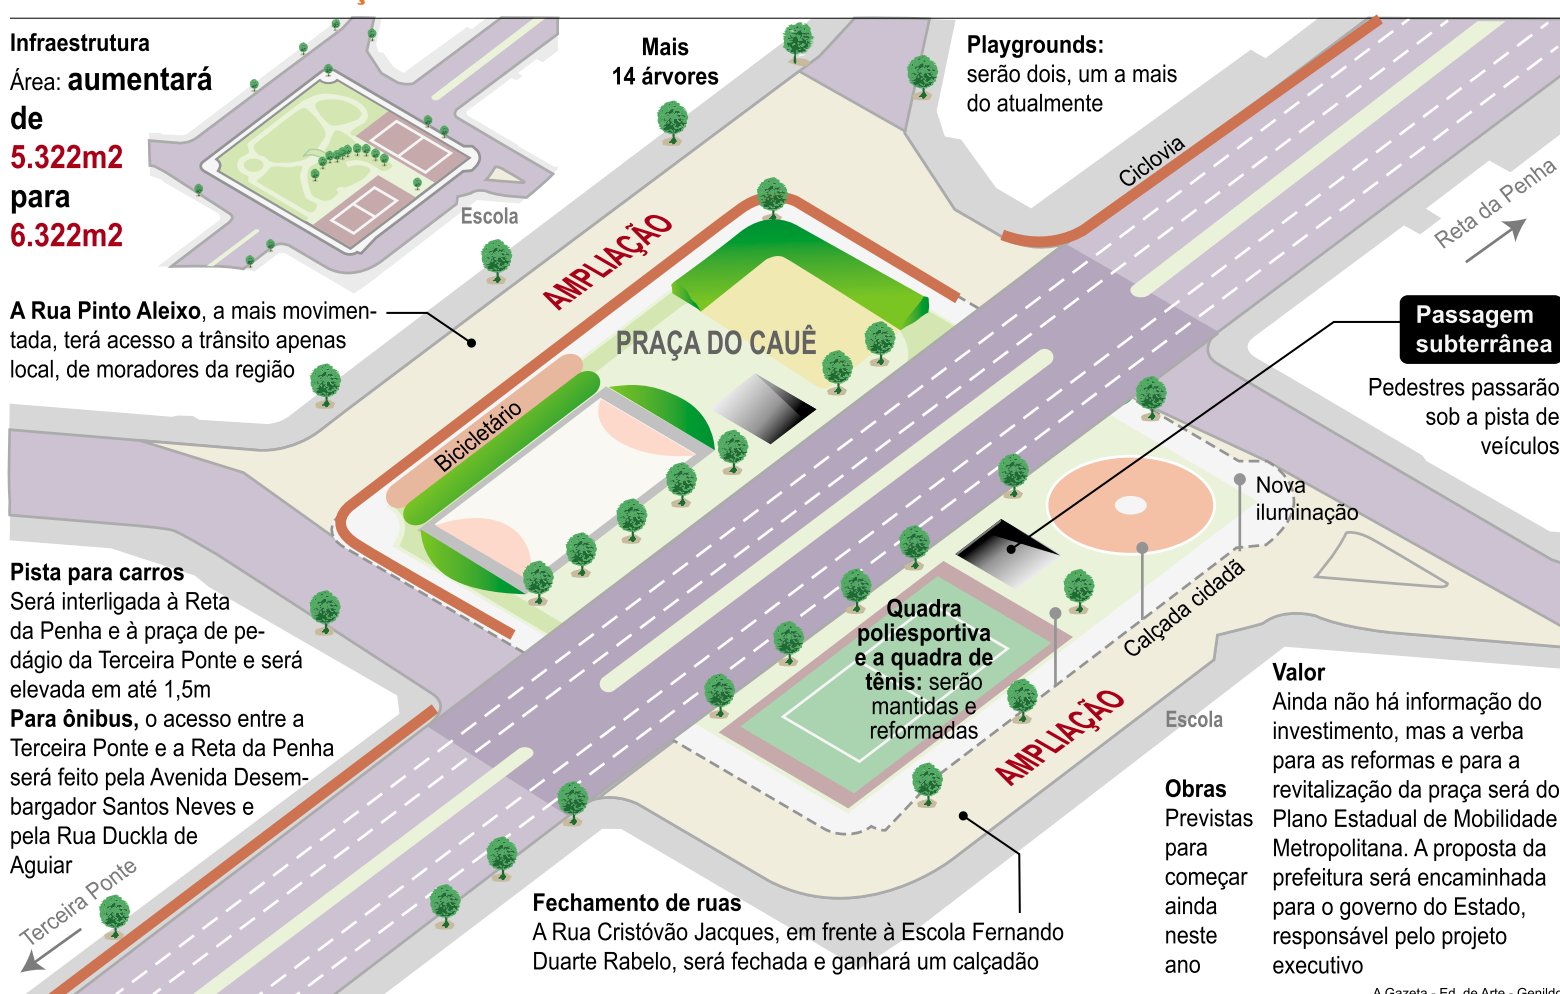 Infraestrutura
Área: aumentará
de
5.322m2
para
6.322m2
Mais
14 árvores
Playgrounds:
serão dois, um a mais
do atualmente
Ciclovia
Reta da Penha
Escola
AMPLIAÇÃO
A Rua Pinto Aleixo, a mais movimen-
tada, terá acesso a trânsito apenas
local, de moradores da região
PRAÇA DO CAUÊ
Bicicletário
Passagem
subterrânea
Pedestres passarão
sob a pista de
veículos
Nova
iluminação
Calçada cidadã
Quadra
poliesportiva
e a quadra de
tênis: serão
mantidas e
reformadas
AMPLIAÇÃO
Pista para carros
Será interligada à Reta
da Penha e à praça de pe-
dágio da Terceira Ponte e será
elevada em até 1,5m
Para ônibus, o acesso entre a
Terceira Ponte e a Reta da Penha
será feito pela Avenida Desem-
bargador Santos Neves e
pela Rua Duckla de
Aguiar
Terceira Ponte
Fechamento de ruas
A Rua Cristóvão Jacques, em frente à Escola Fernando
Duarte Rabelo, será fechada e ganhará um calçadão
Escola
Obras
Previstas
para
começar
ainda
neste
ano
Valor
Ainda não há informação do
investimento, mas a verba
para as reformas e para a
revitalização da praça será do
Plano Estadual de Mobilidade
Metropolitana. A proposta da
prefeitura será encaminhada
para o governo do Estado,
responsável pelo projeto
executivo
A Gazeta - Ed. de Arte - Genildo